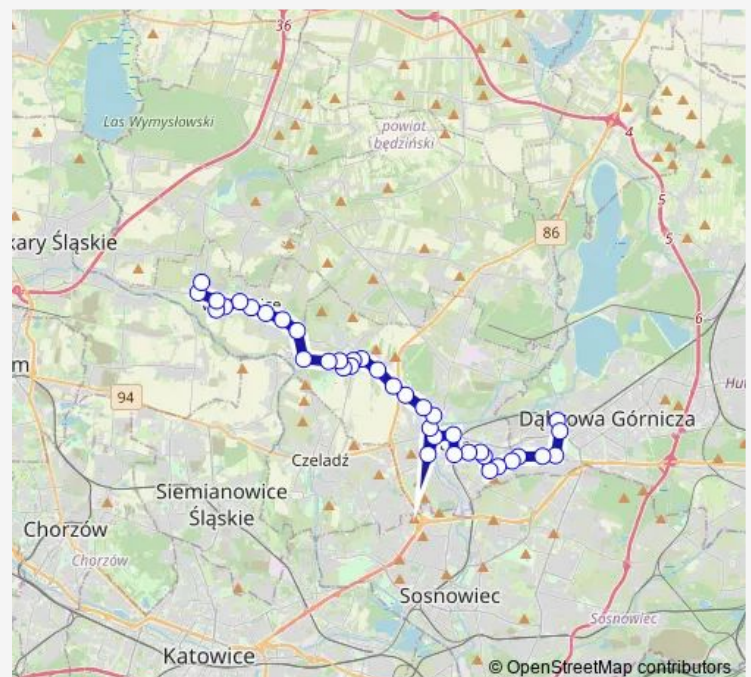 36
Las Wymysłowski
powiat
będziński
4
kary Śląskie
86
5
5
6
94
Dąbrowa Górnicza
Czeladź
Siemianowice
Śląskie
Chorzów
Chorzów
Sosnowiec
Sosnowiec
Katowice
© OpenStreetMap contributors